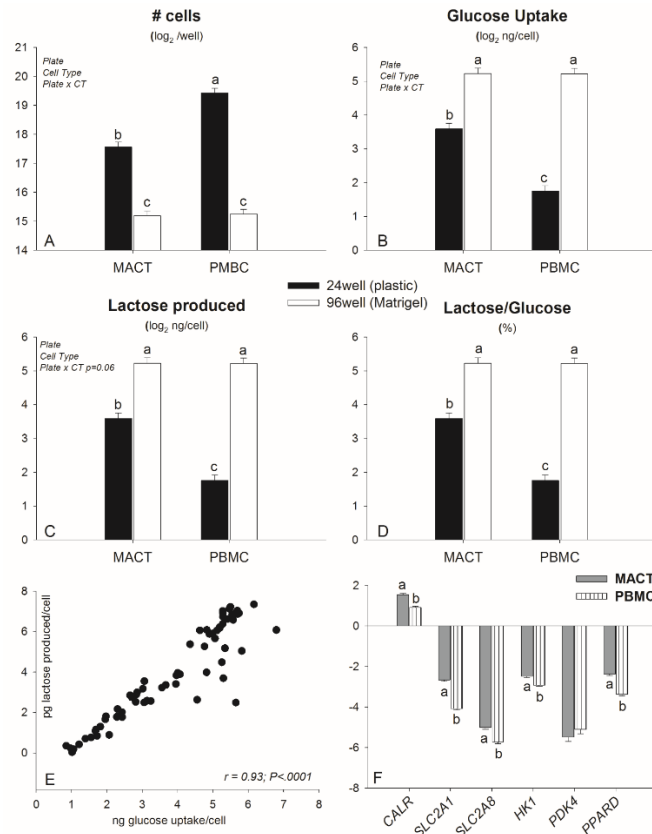 # cells
(log2 /well)
Plate
Cell Type
Plate x CT
21
20
19
18
17
16
15
14
b
c
a
c
A
MACT
PMBC
Glucose Uptake
(log2 ng/cell)
Plate
Cell Type
Plate x CT
6
5
4
3
2
1
0
b
a
c
a
B
MACT
PBMC
24well (plastic)
96well (Matrigel)
Lactose produced
(log2 ng/cell)
Plate
Cell Type
Plate x CT p=0.06
6
5
4
3
2
1
0
b
a
c
a
C
MACT
PBMC
Lactose/Glucose
(%)
6
5
4
3
2
1
0
b
a
c
a
D
MACT
PBMC
pg lactose produced/cell
8
6
4
2
0
E
r = 0.93; P<.0001
0 1 2 3 4 5 6 7 8
ng glucose uptake/cell
MACT
PBMC
2
0
-2
-4
-6
-8
a b
a b
a b
a b
a b
F
CALR
SLC2A1
SLC2A8
HK1
PDK4
PPARD